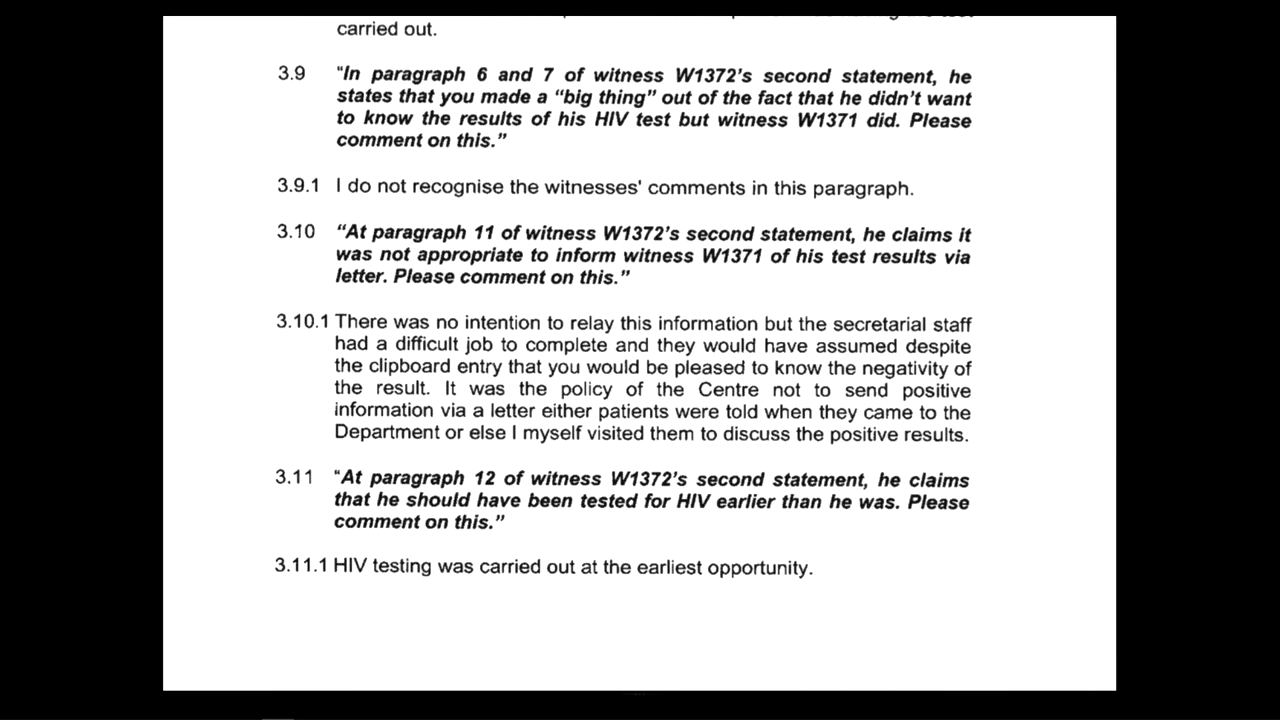 carried out.
3.9 "In paragraph 6 and 7 of witness W1372's second statement, he
states that you made a "big thing" out of the fact that he didn't want
to know the results of his HIV test but witness W1371 did. Please
comment on this."
3.9.1 I do not recognise the witnesses' comments in this paragraph.
3.10 "At paragraph 11 of witness W1372's second statement, he claims it
was not appropriate to inform witness W1371 of his test results via
letter. Please comment on this."
3.10.1 There was no intention to relay this information but the secretarial staff
had a difficult job to complete and they would have assumed despite
the clipboard entry that you would be pleased to know the negativity of
the result. It was the policy of the Centre not to send positive
information via a letter either patients were told when they came to the
Department or else I myself visited them to discuss the positive results.
3.11 "At paragraph 12 of witness W1372's second statement, he claims
that he should have been tested for HIV earlier than he was. Please
comment on this."
3.11.1 HIV testing was carried out at the earliest opportunity.